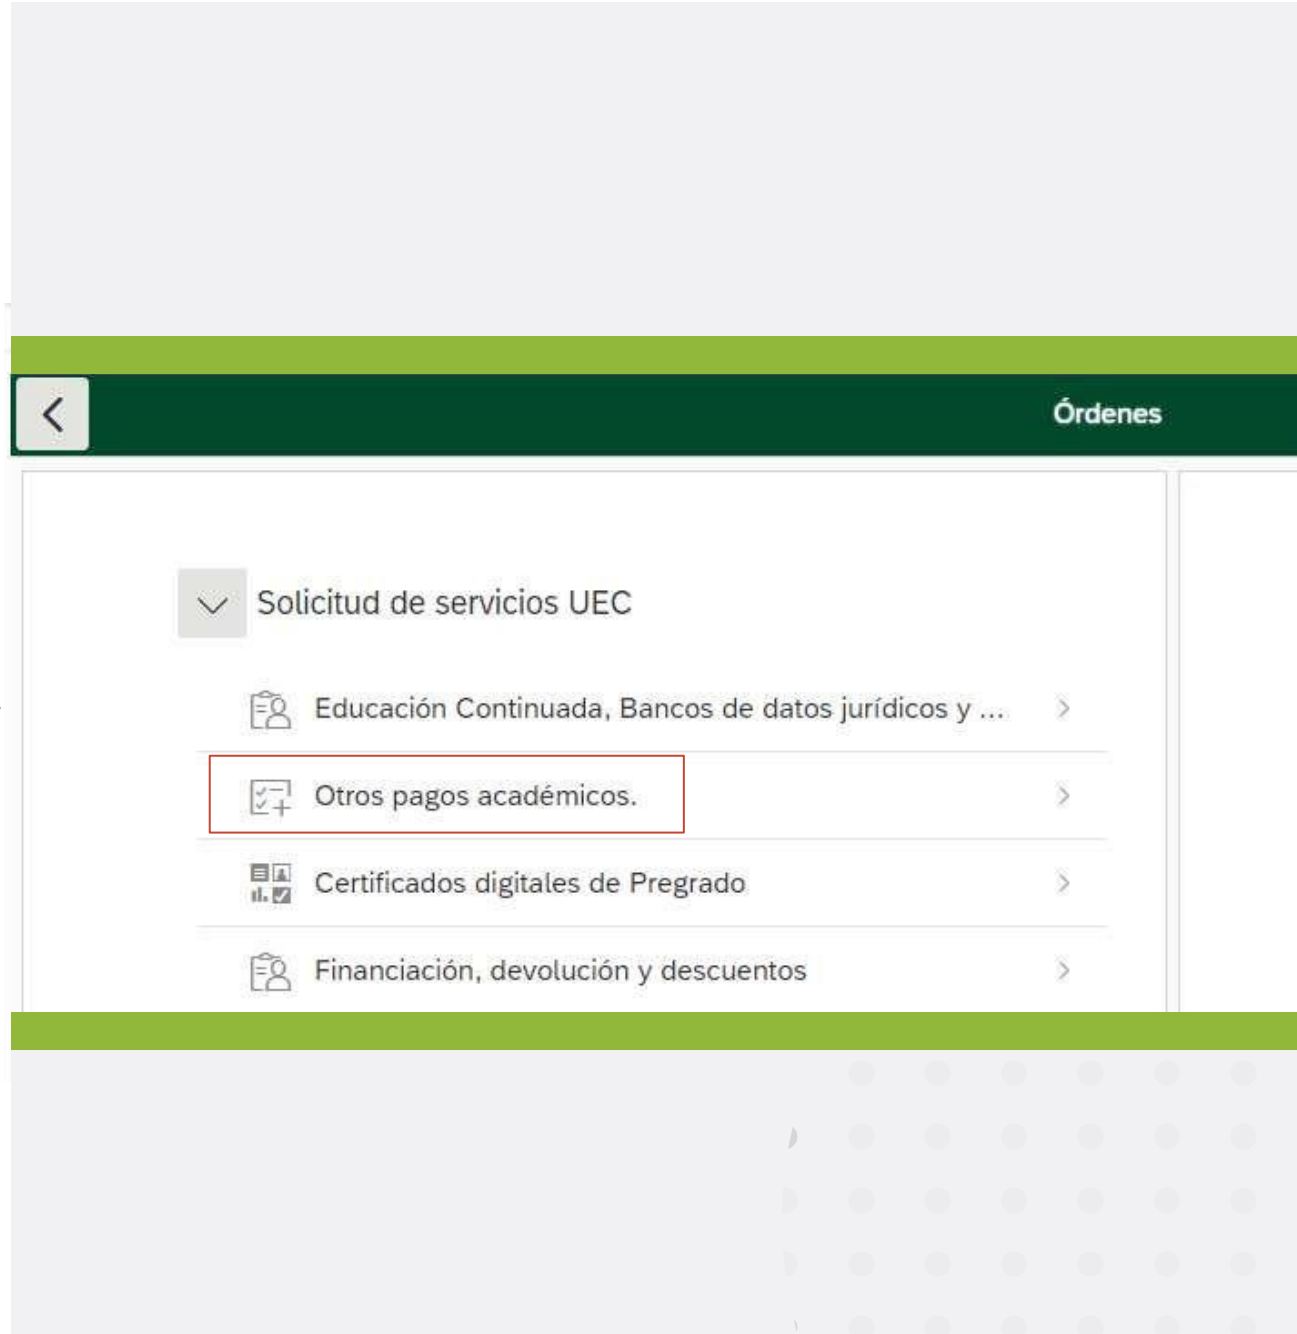 Órdenes
Solicitud de servicios UEC
Educación Continuada, Bancos de datos jurídicos y ...
Otros pagos académicos.
Certificados digitales de Pregrado
Financiación, devolución y descuentos